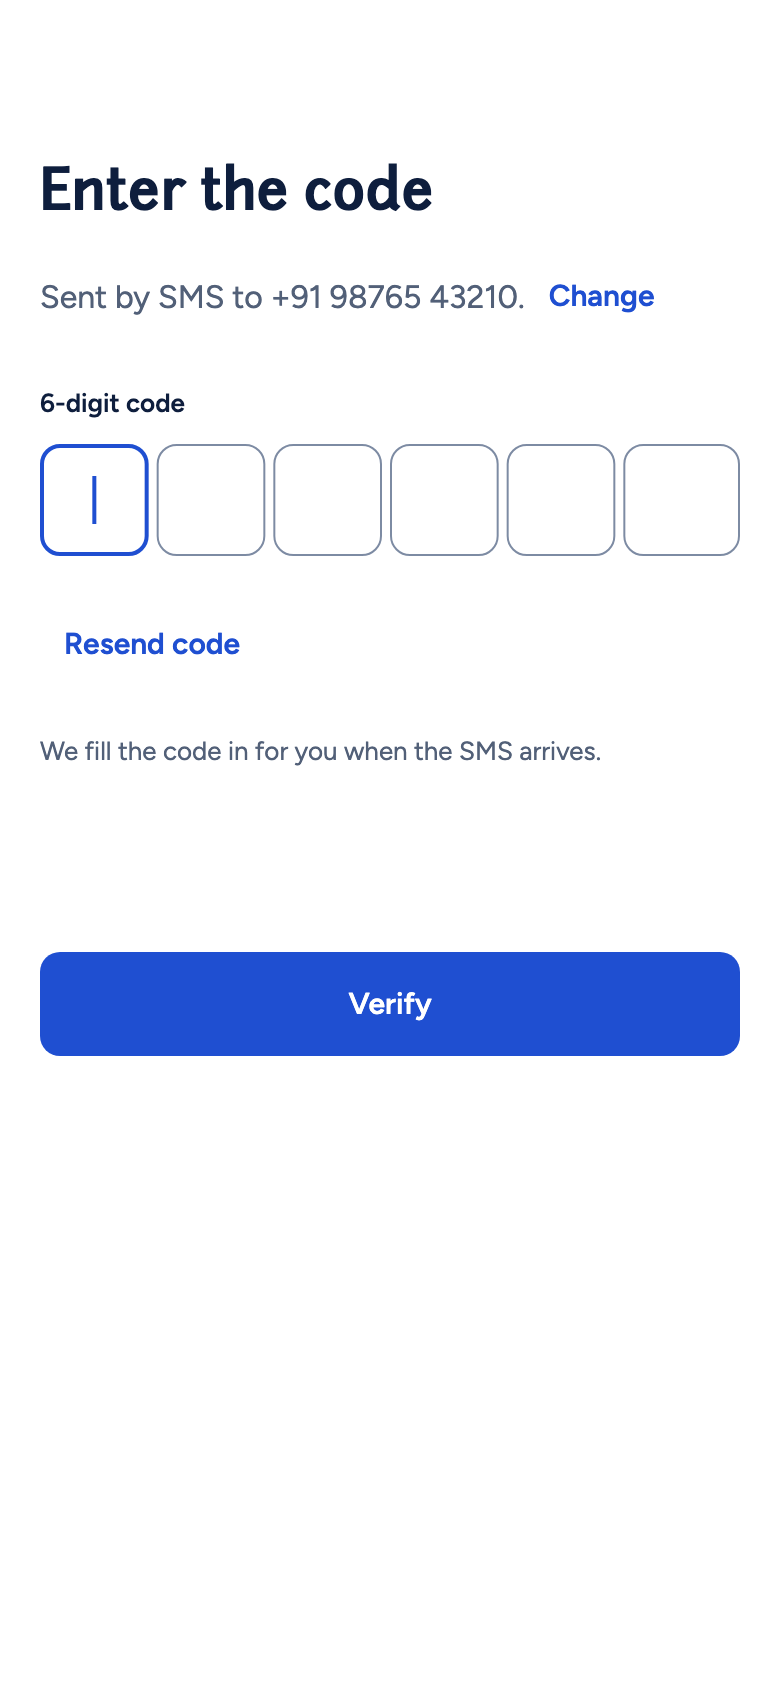 Enter the code
Sent by SMS to +91 98765 43210. Change
6-digit code
Resend code
We fill the code in for you when the SMS arrives.
Verify